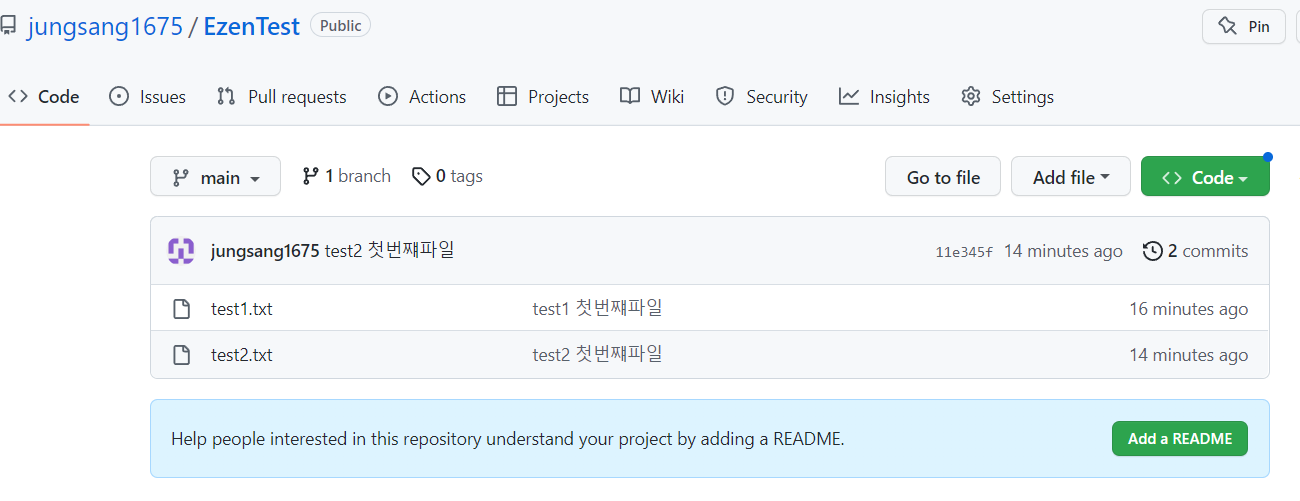 jungsang1675 / EzenTest Public Pin
Code Issues Pull requests Actions Projects Wiki Security Insights Settings
main 1 branch 0 tags Go to file Add file Code
jungsang1675 test2 첫번째파일 11e345f 14 minutes ago 2 commits
test1.txt test1 첫번째파일 16 minutes ago
test2.txt test2 첫번째파일 14 minutes ago
Help people interested in this repository understand your project by adding a README. Add a README